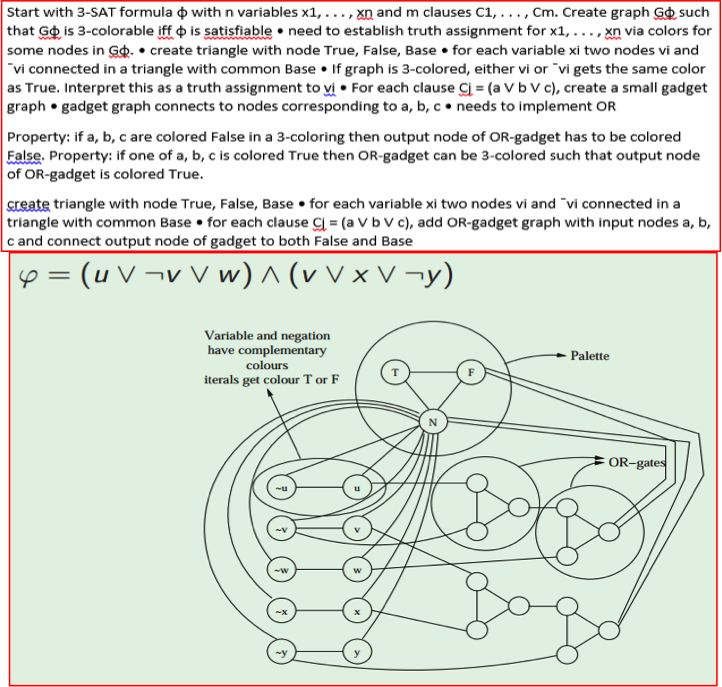 Start with 3-SAT formula ϕ with n variables x1, . . . , xn and m clauses C1, . . . , Cm. Create graph Gϕ such
that Gϕ is 3-colorable iff ϕ is satisfiable • need to establish truth assignment for x1, . . . , xn via colors for
some nodes in Gϕ. • create triangle with node True, False, Base • for each variable xi two nodes vi and
¯vi connected in a triangle with common Base • If graph is 3-colored, either vi or ¯vi gets the same color
as True. Interpret this as a truth assignment to vi • For each clause Cj = (a V b V c), create a small gadget
graph • gadget graph connects to nodes corresponding to a, b, c • needs to implement OR
Property: if a, b, c are colored False in a 3-coloring then output node of OR-gadget has to be colored
False. Property: if one of a, b, c is colored True then OR-gadget can be 3-colored such that output node
of OR-gadget is colored True.
create triangle with node True, False, Base • for each variable xi two nodes vi and ¯vi connected in a
triangle with common Base • for each clause Cj = (a V b V c), add OR-gadget graph with input nodes a, b,
c and connect output node of gadget to both False and Base
φ = (u ∨ ¬v ∨ w) ∧ (v ∨ x ∨ ¬y)
Variable and negation
have complementary
colours
iterals get colour T or F
Palette
T
F
N
OR–gates
~u
u
~v
v
~w
w
~x
x
~y
y